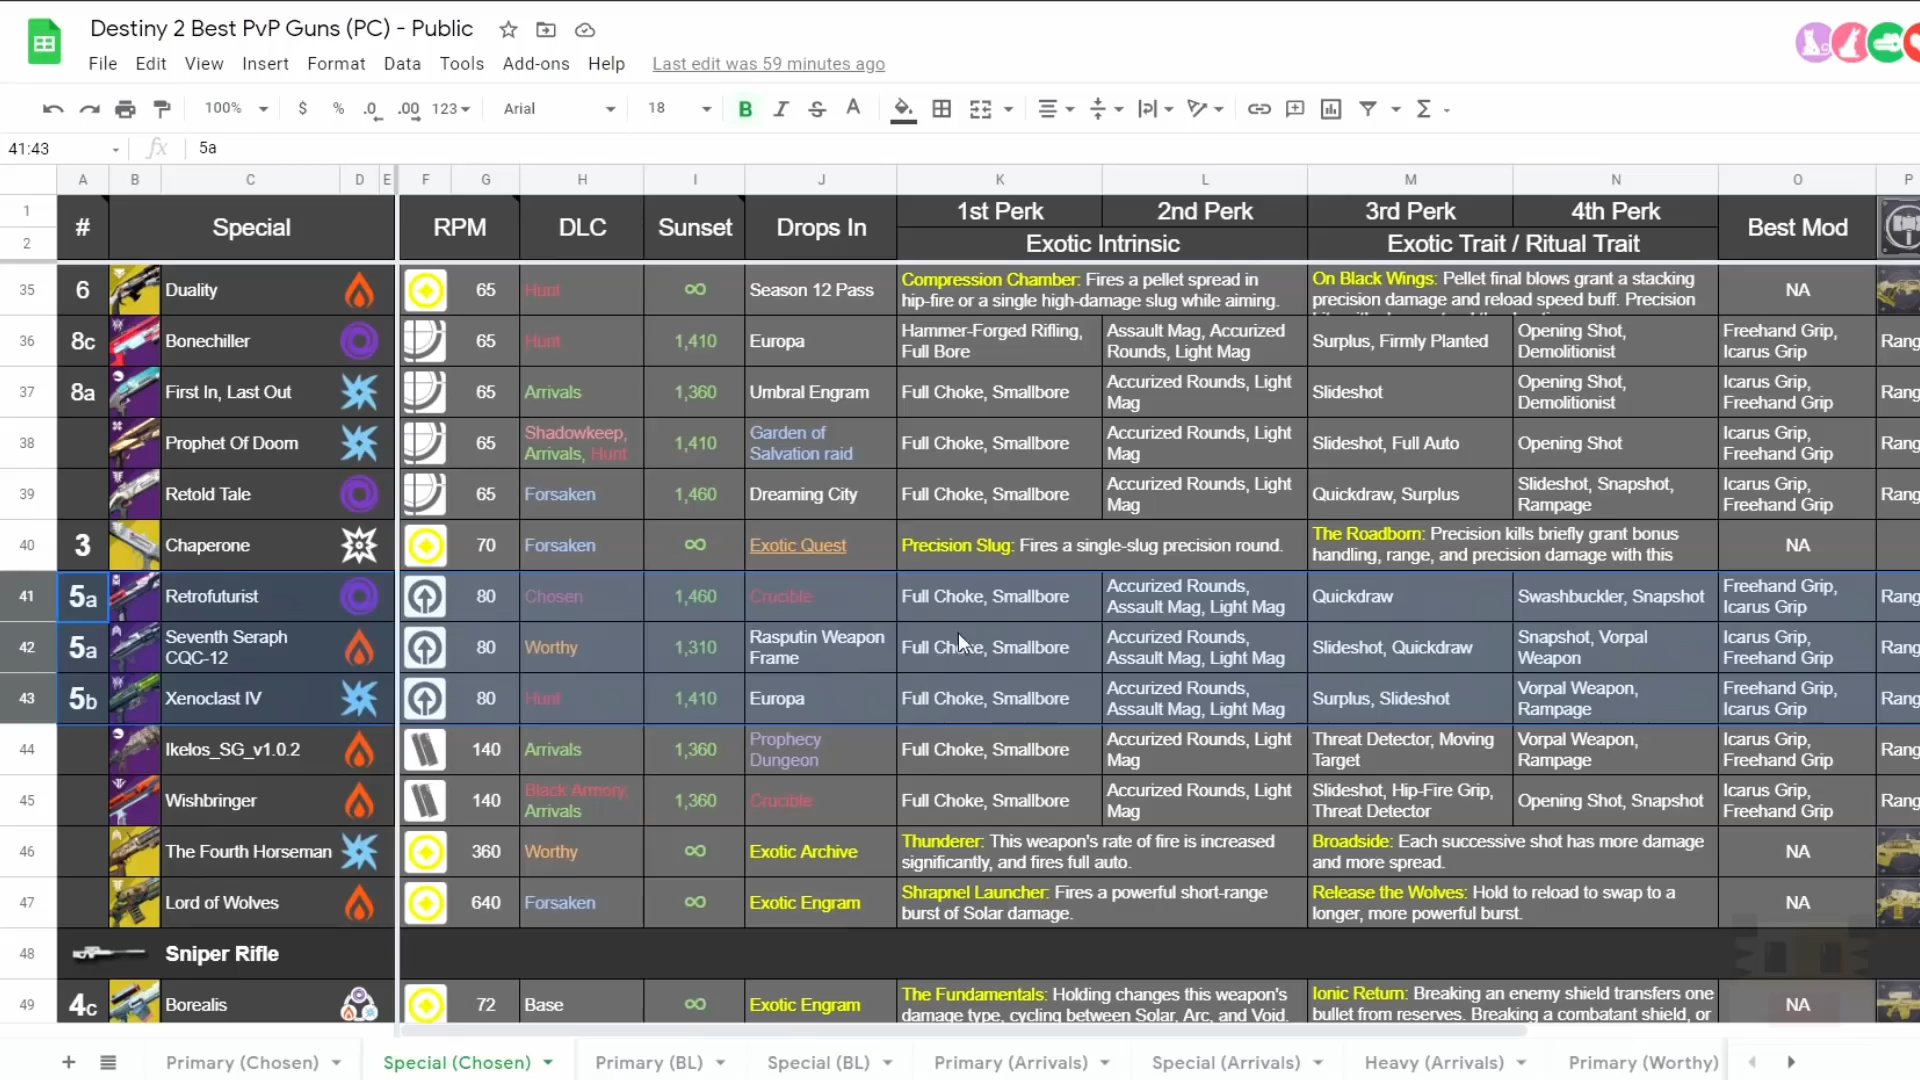 Destiny 2 Best PvP Guns (PC) - Public
File Edit View Insert Format Data Tools Add-ons Help Last edit was 59 minutes ago
100% $ % .0 .00 123 Arial 18 B I S A Σ
41:43 fx 5a
A B C D E F G H I J K L M N O P
1 # Special RPM DLC Sunset Drops In 1st Perk 2nd Perk 3rd Perk 4th Perk Best Mod
2 Exotic Intrinsic Exotic Trait / Ritual Trait
35 6 Duality 65 Hunt ∞ Season 12 Pass Compression Chamber: Fires a pellet spread in On Black Wings: Pellet final blows grant a stacking NA
hip-fire or a single high-damage slug while aiming. precision damage and reload speed buff. Precision
36 8c Bonechiller 65 Hunt 1,410 Europa Hammer-Forged Rifling, Assault Mag, Accurized Surplus, Firmly Planted Opening Shot, Freehand Grip, Rang
Full Bore Rounds, Light Mag Demolitionist Icarus Grip
37 8a First In, Last Out 65 Arrivals 1,360 Umbral Engram Full Choke, Smallbore Accurized Rounds, Light Slideshot Opening Shot, Icarus Grip, Rang
Mag Demolitionist Freehand Grip
38 Prophet Of Doom 65 Shadowkeep, 1,410 Garden of Full Choke, Smallbore Accurized Rounds, Light Slideshot, Full Auto Opening Shot Icarus Grip, Rang
Arrivals, Hunt Salvation raid Mag Freehand Grip
39 Retold Tale 65 Forsaken 1,460 Dreaming City Full Choke, Smallbore Accurized Rounds, Light Quickdraw, Surplus Slideshot, Snapshot, Icarus Grip, Rang
Mag Rampage Freehand Grip
40 3 Chaperone 70 Forsaken ∞ Exotic Quest Precision Slug: Fires a single-slug precision round. The Roadborn: Precision kills briefly grant bonus NA
handling, range, and precision damage with this
41 5a Retrofuturist 80 Chosen 1,460 Crucible Full Choke, Smallbore Accurized Rounds, Quickdraw Swashbuckler, Snapshot Freehand Grip, Rang
Assault Mag, Light Mag Icarus Grip
42 5a Seventh Seraph 80 Worthy 1,310 Rasputin Weapon Full Choke, Smallbore Accurized Rounds, Slideshot, Quickdraw Snapshot, Vorpal Icarus Grip, Rang
CQC-12 Frame Assault Mag, Light Mag Weapon Freehand Grip
43 5b Xenoclast IV 80 Hunt 1,410 Europa Full Choke, Smallbore Accurized Rounds, Surplus, Slideshot Vorpal Weapon, Freehand Grip, Rang
Assault Mag, Light Mag Rampage Icarus Grip
44 Ikelos_SG_v1.0.2 140 Arrivals 1,360 Prophecy Full Choke, Smallbore Accurized Rounds, Light Threat Detector, Moving Vorpal Weapon, Icarus Grip, Rang
Dungeon Mag Target Rampage Freehand Grip
45 Wishbringer 140 Black Armory, 1,360 Crucible Full Choke, Smallbore Accurized Rounds, Light Slideshot, Hip-Fire Grip, Opening Shot, Snapshot Icarus Grip, Rang
Arrivals Mag Threat Detector Freehand Grip
46 The Fourth Horseman 360 Worthy ∞ Exotic Archive Thunderer: This weapon's rate of fire is increased Broadside: Each successive shot has more damage NA
significantly, and fires full auto. and more spread.
47 Lord of Wolves 640 Forsaken ∞ Exotic Engram Shrapnel Launcher: Fires a powerful short-range Release the Wolves: Hold to reload to swap to a NA
burst of Solar damage. longer, more powerful burst.
48 Sniper Rifle
49 4c Borealis 72 Base ∞ Exotic Engram The Fundamentals: Holding changes this weapon's Ionic Return: Breaking an enemy shield transfers one NA
damage type, cycling between Solar, Arc, and Void. bullet from reserves. Breaking a combatant shield, or
+ Primary (Chosen) Special (Chosen) Primary (BL) Special (BL) Primary (Arrivals) Special (Arrivals) Heavy (Arrivals) Primary (Worthy)